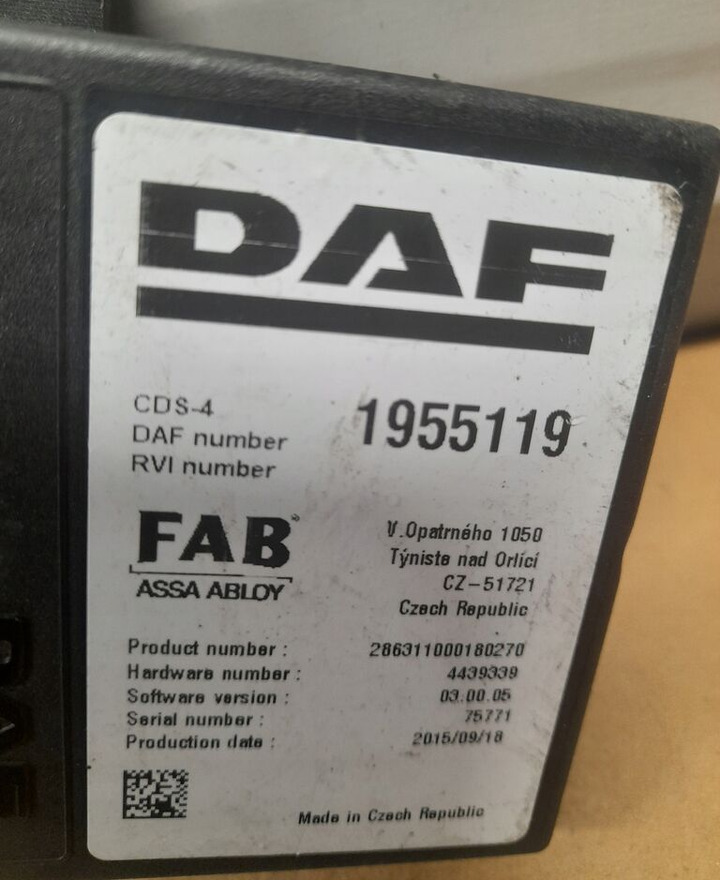 DAF
CDS-4
DAF number 1955119
RVI number
FAB®
ASSA ABLOY
V.Opatrného 1050
Týniste nad Orlící
CZ-51721
Czech Republic
Product number : 286311000180270
Hardware number : 4439339
Software version : 03.00.05
Serial number : 75771
Production date : 2015/09/18
Made in Czech Republic